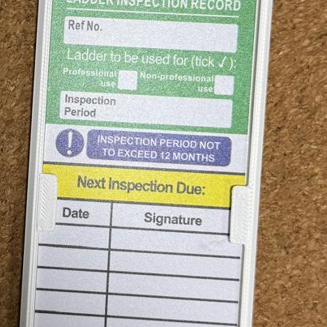 LADDER INSPECTION RECORD
Ref No.
Ladder to be used for (tick ✓):
Professional use
Non-professional use
Inspection
Period
INSPECTION PERIOD NOT
TO EXCEED 12 MONTHS
Next Inspection Due:
Date Signature